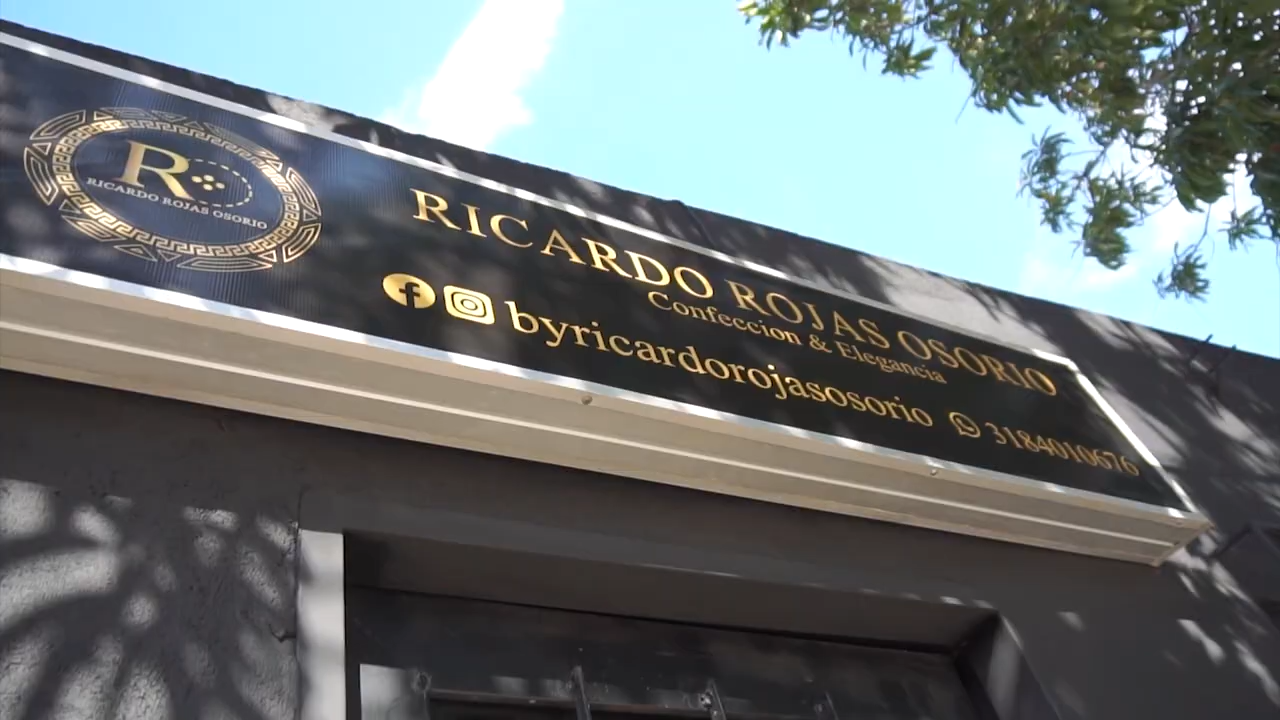 R
RICARDO ROJAS OSORIO
RICARDO ROJAS OSORIO
Confeccion & Elegancia
byricardorojasosorio 3184010676